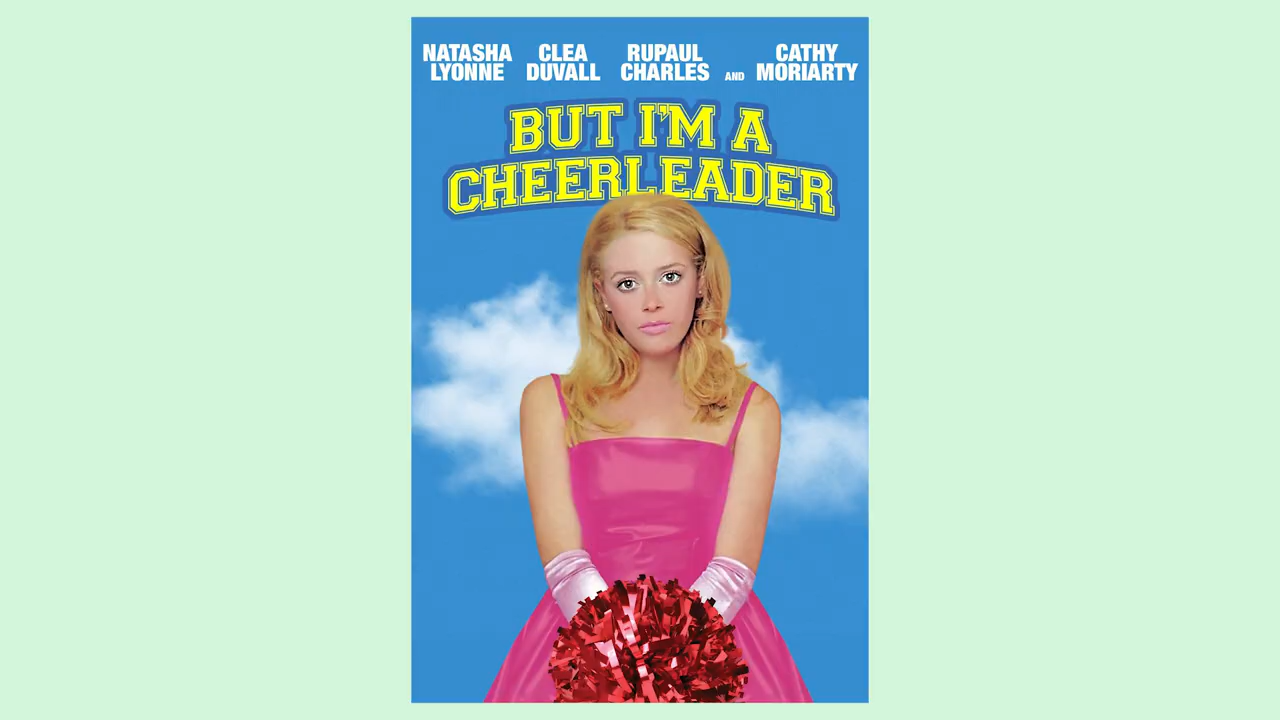 NATASHA CLEA RUPAUL CATHY
LYONNE DUVALL CHARLES AND MORIARTY
BUT I'M A
CHEERLEADER